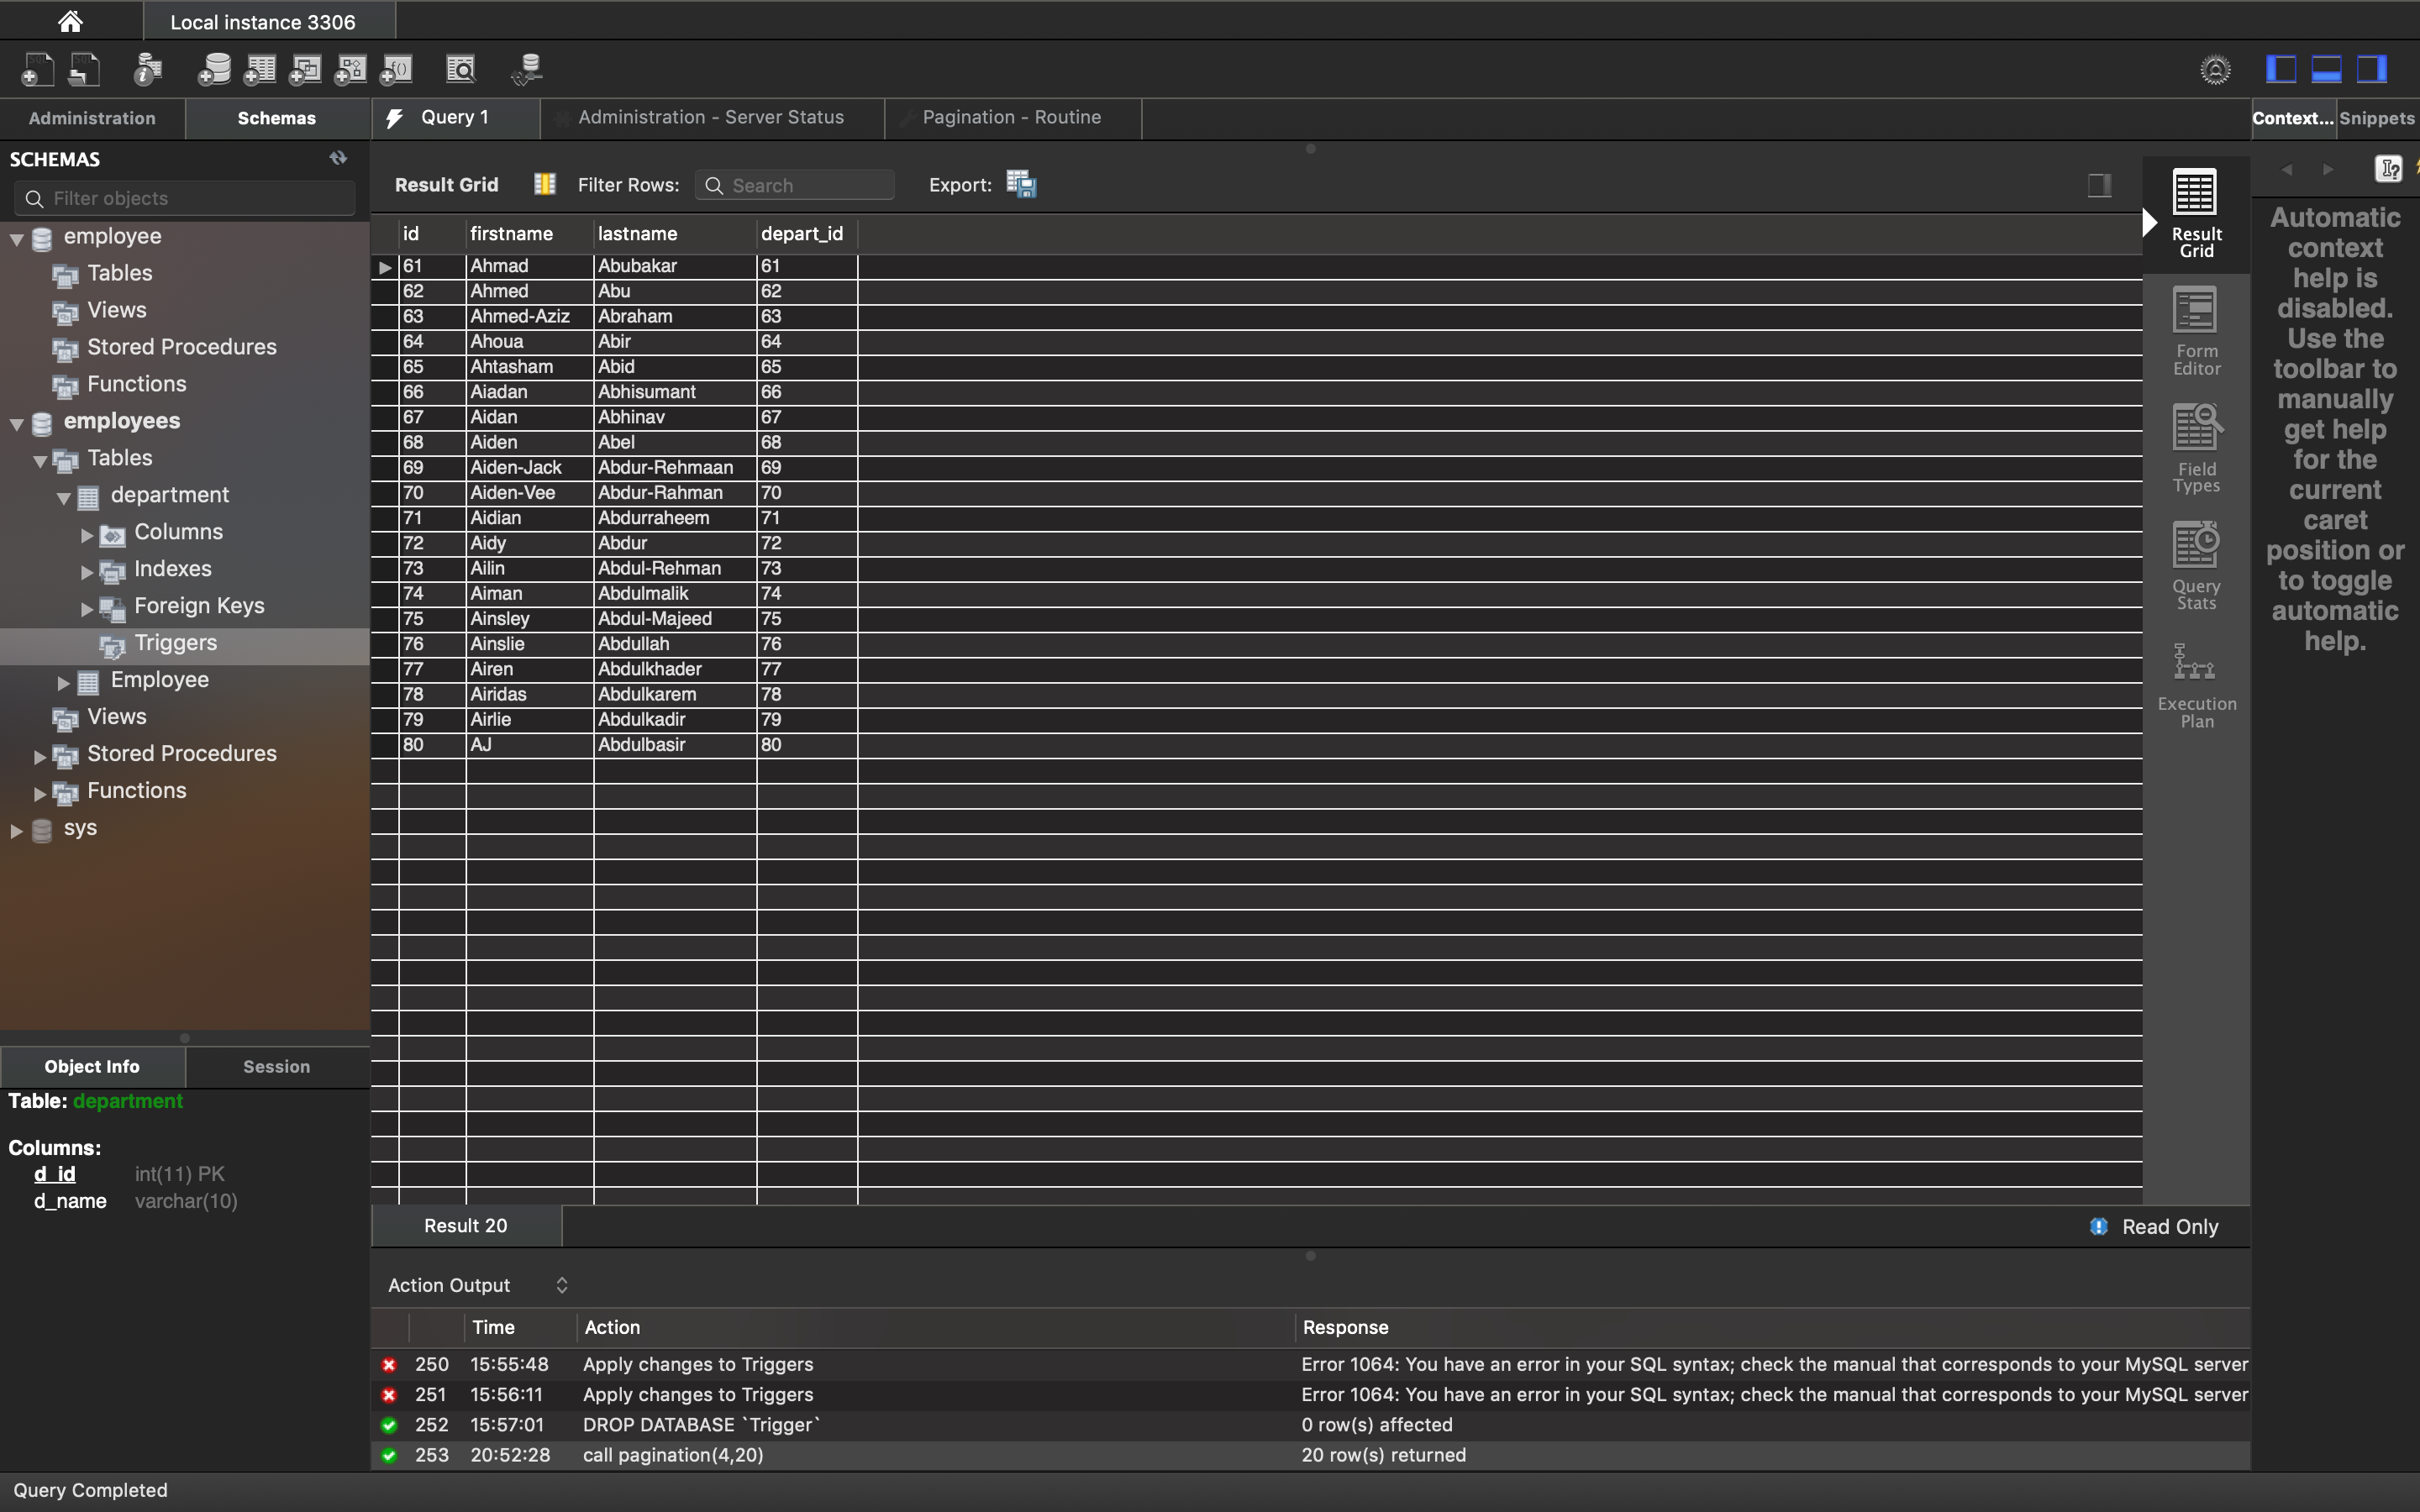 Local instance 3306
Administration
Schemas
Query 1
Administration - Server Status
Pagination - Routine
Context...
Snippets
SCHEMAS
Filter objects
employee
Tables
Views
Stored Procedures
Functions
employees
Tables
department
Columns
Indexes
Foreign Keys
Triggers
Employee
Views
Stored Procedures
Functions
sys
Object Info
Session
Table: department
Columns:
d_id int(11) PK
d_name varchar(10)
Result Grid
Filter Rows:
Search
Export:
id firstname lastname depart_id
61 Ahmad Abubakar 61
62 Ahmed Abu 62
63 Ahmed-Aziz Abraham 63
64 Ahoua Abir 64
65 Ahtasham Abid 65
66 Aiadan Abhisumant 66
67 Aidan Abhinav 67
68 Aiden Abel 68
69 Aiden-Jack Abdur-Rehmaan 69
70 Aiden-Vee Abdur-Rahman 70
71 Aidian Abdurraheem 71
72 Aidy Abdur 72
73 Ailin Abdul-Rehman 73
74 Aiman Abdulmalik 74
75 Ainsley Abdul-Majeed 75
76 Ainslie Abdullah 76
77 Airen Abdulkhader 77
78 Airidas Abdulkarem 78
79 Airlie Abdulkadir 79
80 AJ Abdulbasir 80
Result
Grid
Form
Editor
Field
Types
Query
Stats
Execution
Plan
Automatic
context
help is
disabled.
Use the
toolbar to
manually
get help
for the
current
caret
position or
to toggle
automatic
help.
Result 20
Read Only
Action Output
Time Action Response
250 15:55:48 Apply changes to Triggers Error 1064: You have an error in your SQL syntax; check the manual that corresponds to your MySQL server
251 15:56:11 Apply changes to Triggers Error 1064: You have an error in your SQL syntax; check the manual that corresponds to your MySQL server
252 15:57:01 DROP DATABASE `Trigger` 0 row(s) affected
253 20:52:28 call pagination(4,20) 20 row(s) returned
Query Completed